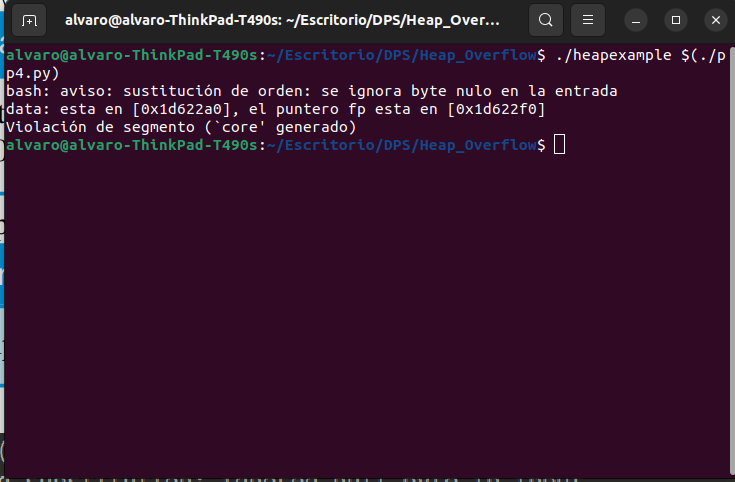 alvaro@alvaro-ThinkPad-T490s: ~/Escritorio/DPS/Heap_Over...
alvaro@alvaro-ThinkPad-T490s:~/Escritorio/DPS/Heap_Overflow$ ./heapexample $(./p
p4.py)
bash: aviso: sustitución de orden: se ignora byte nulo en la entrada
data: esta en [0x1d622a0], el puntero fp esta en [0x1d622f0]
Violación de segmento (`core' generado)
alvaro@alvaro-ThinkPad-T490s:~/Escritorio/DPS/Heap_Overflow$